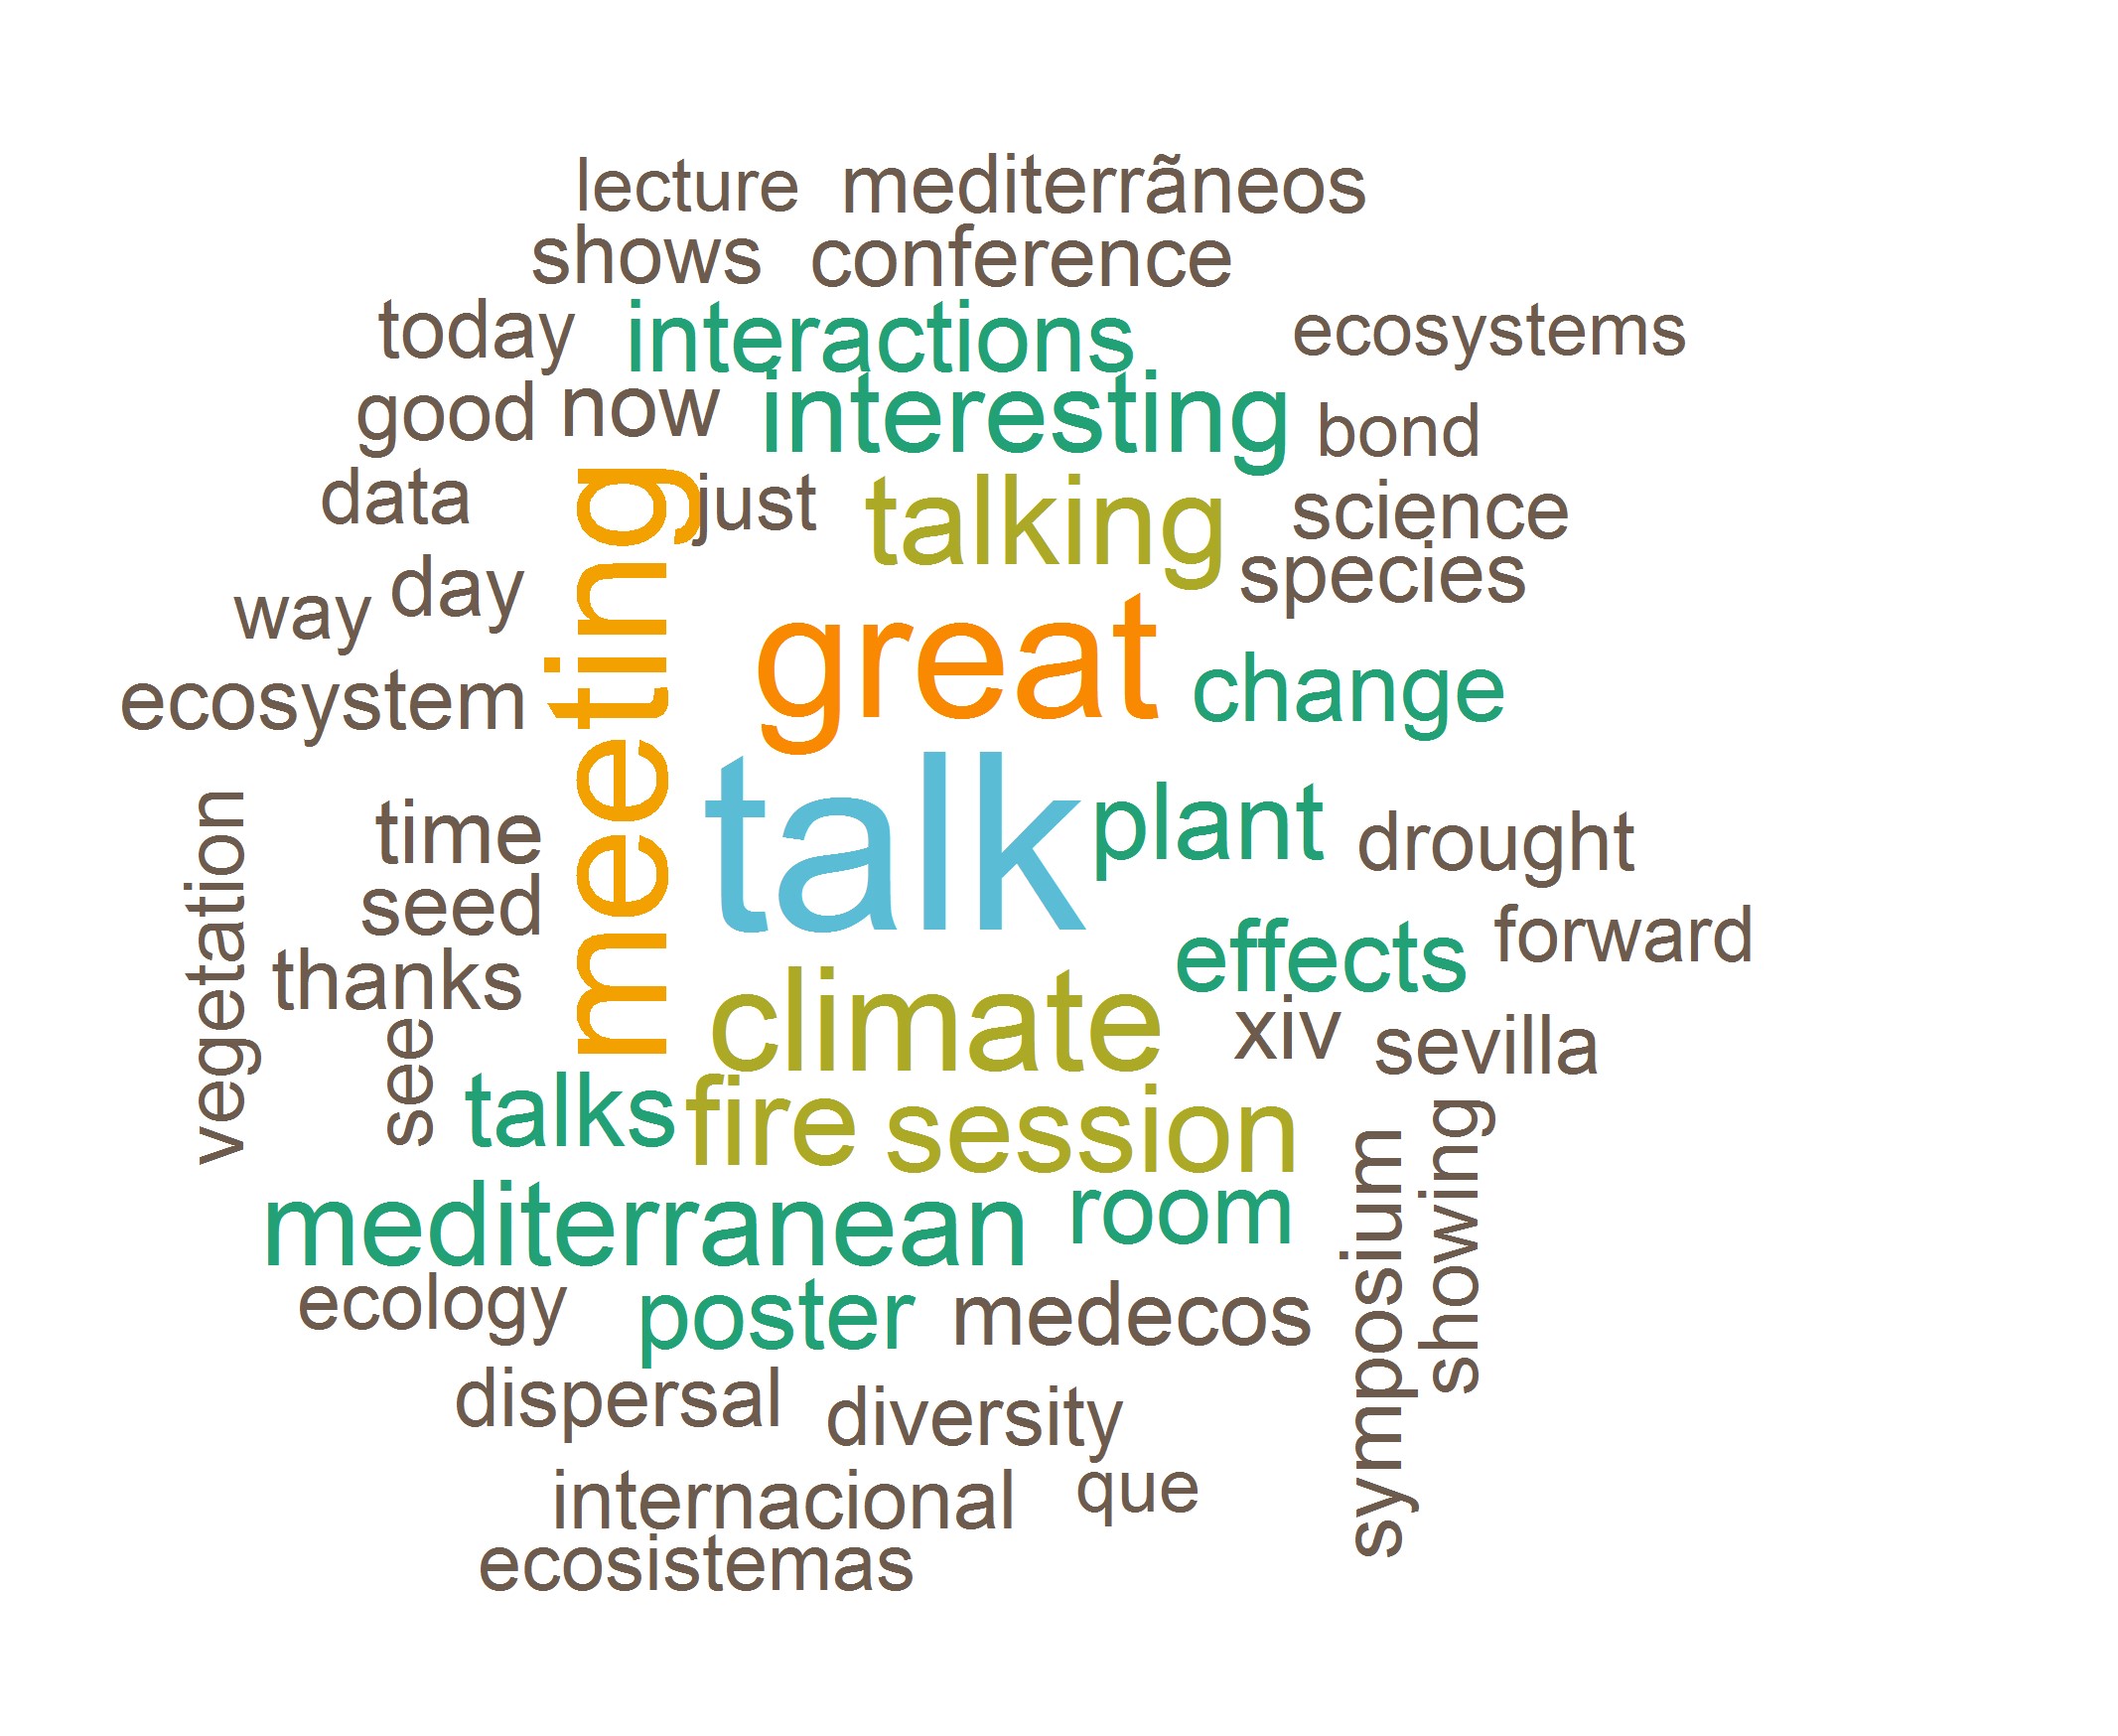 lecture mediterrãneos
shows conference
today interactions ecosystems
good now interesting bond
data just talking science
species
way day great change
ecosystem
meeting
talk plant drought
time
seed effects forward
vegetation
thanks climate xiv sevilla
see
talks fire session
mediterranean room
symposium
showing
ecology poster medecos
dispersal diversity
internacional que
ecosistemas